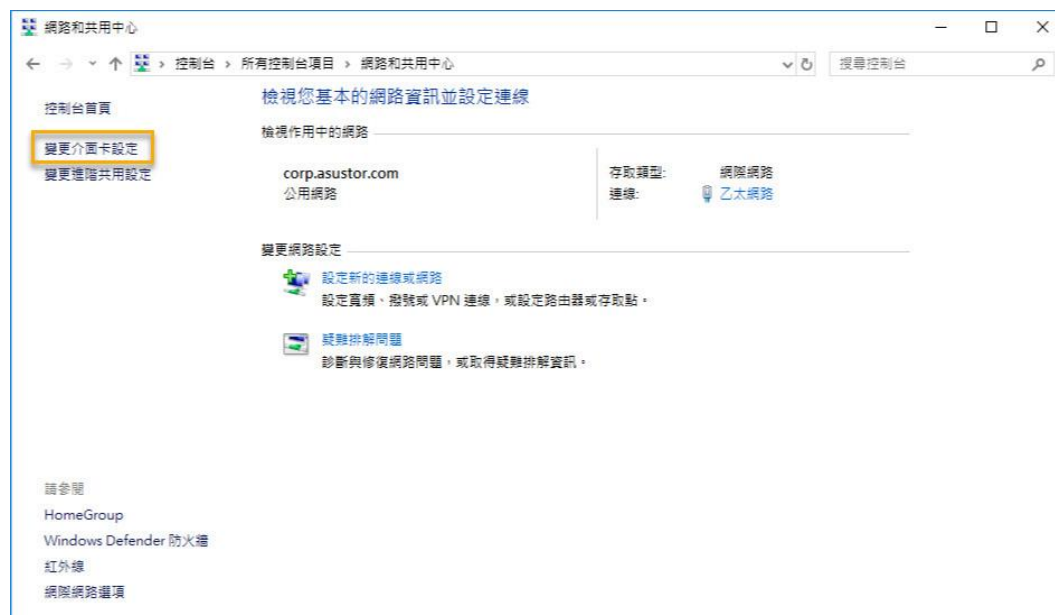 網路和共用中心
控制台 › 所有控制台項目 › 網路和共用中心
搜尋控制台
控制台首頁
變更介面卡設定
變更進階共用設定
檢視您基本的網路資訊並設定連線
檢視作用中的網路
corp.asustor.com
公用網路
存取類型: 網際網路
連線: 乙太網路
變更網路設定
設定新的連線或網路
設定寬頻、撥號或 VPN 連線，或設定路由器或存取點。
疑難排解問題
診斷與修復網路問題，或取得疑難排解資訊。
請參閱
HomeGroup
Windows Defender 防火牆
紅外線
網際網路選項